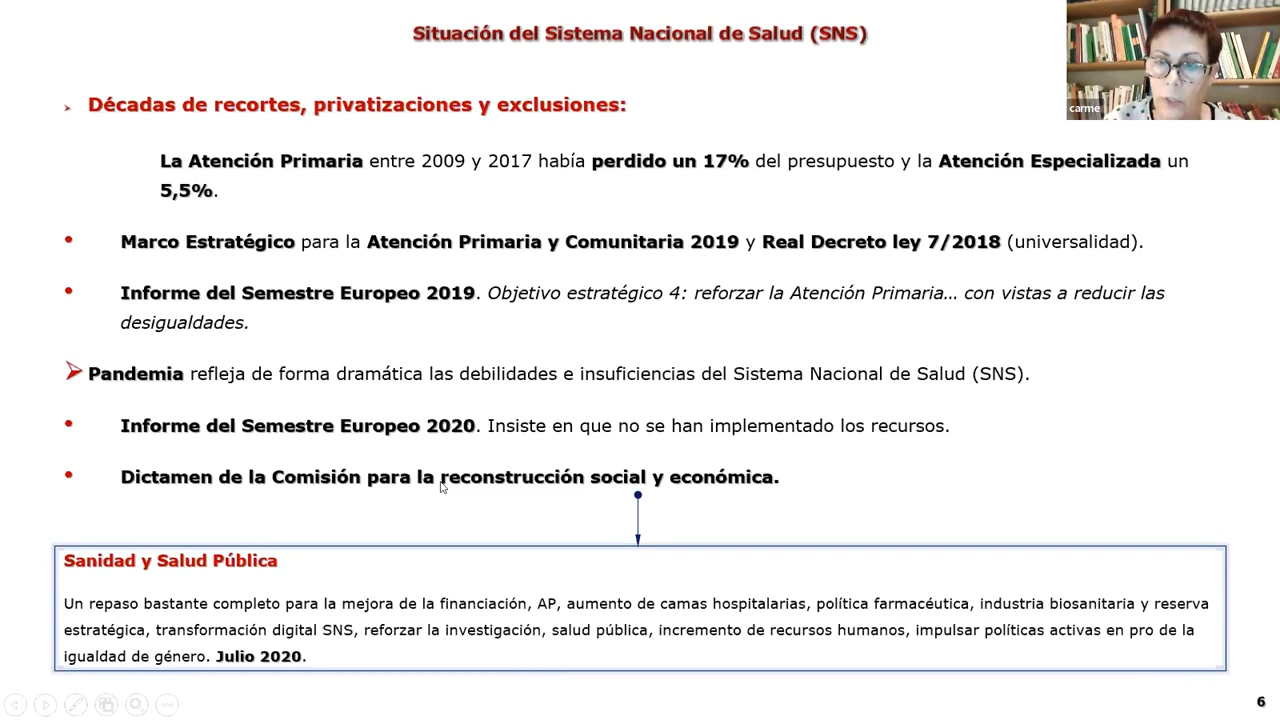 Situación del Sistema Nacional de Salud (SNS)
carme
Décadas de recortes, privatizaciones y exclusiones:
La Atención Primaria entre 2009 y 2017 había perdido un 17% del presupuesto y la Atención Especializada un
5,5%.
Marco Estratégico para la Atención Primaria y Comunitaria 2019 y Real Decreto ley 7/2018 (universalidad).
Informe del Semestre Europeo 2019. Objetivo estratégico 4: reforzar la Atención Primaria… con vistas a reducir las
desigualdades.
Pandemia refleja de forma dramática las debilidades e insuficiencias del Sistema Nacional de Salud (SNS).
Informe del Semestre Europeo 2020. Insiste en que no se han implementado los recursos.
Dictamen de la Comisión para la reconstrucción social y económica.
Sanidad y Salud Pública
Un repaso bastante completo para la mejora de la financiación, AP, aumento de camas hospitalarias, política farmacéutica, industria biosanitaria y reserva
estratégica, transformación digital SNS, reforzar la investigación, salud pública, incremento de recursos humanos, impulsar políticas activas en pro de la
igualdad de género. Julio 2020.
6